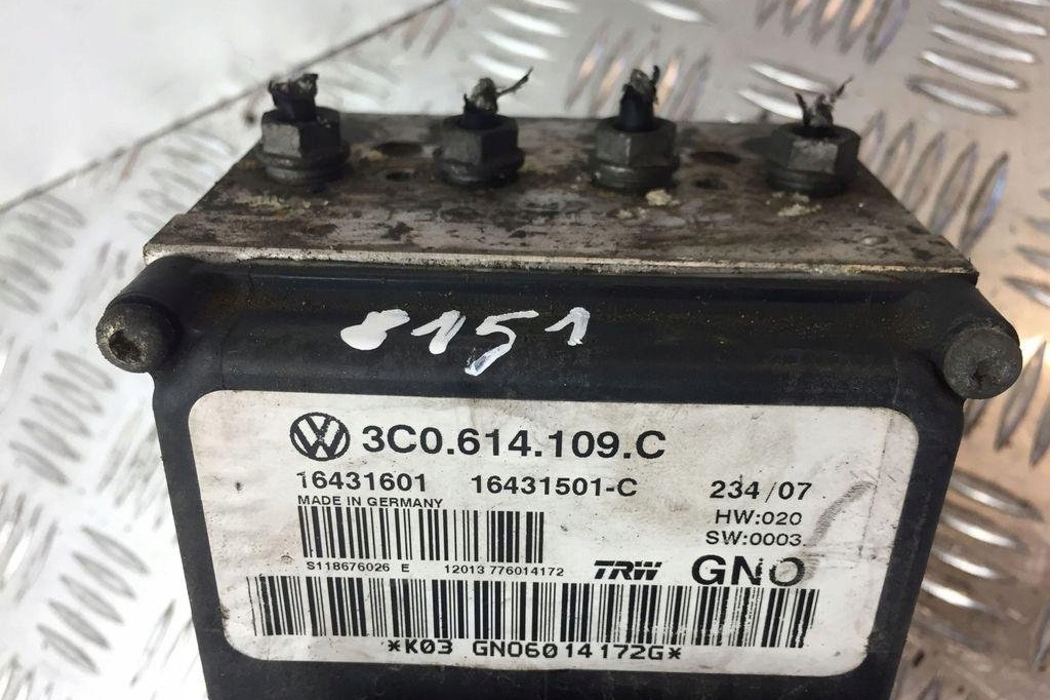 8151
3C0.614.109.C
16431601 16431501-C 234/07
MADE IN GERMANY
HW:020
SW:0003
S118676026 E 12013 776014172 TRW GNO
*K03 GNO6014172G*